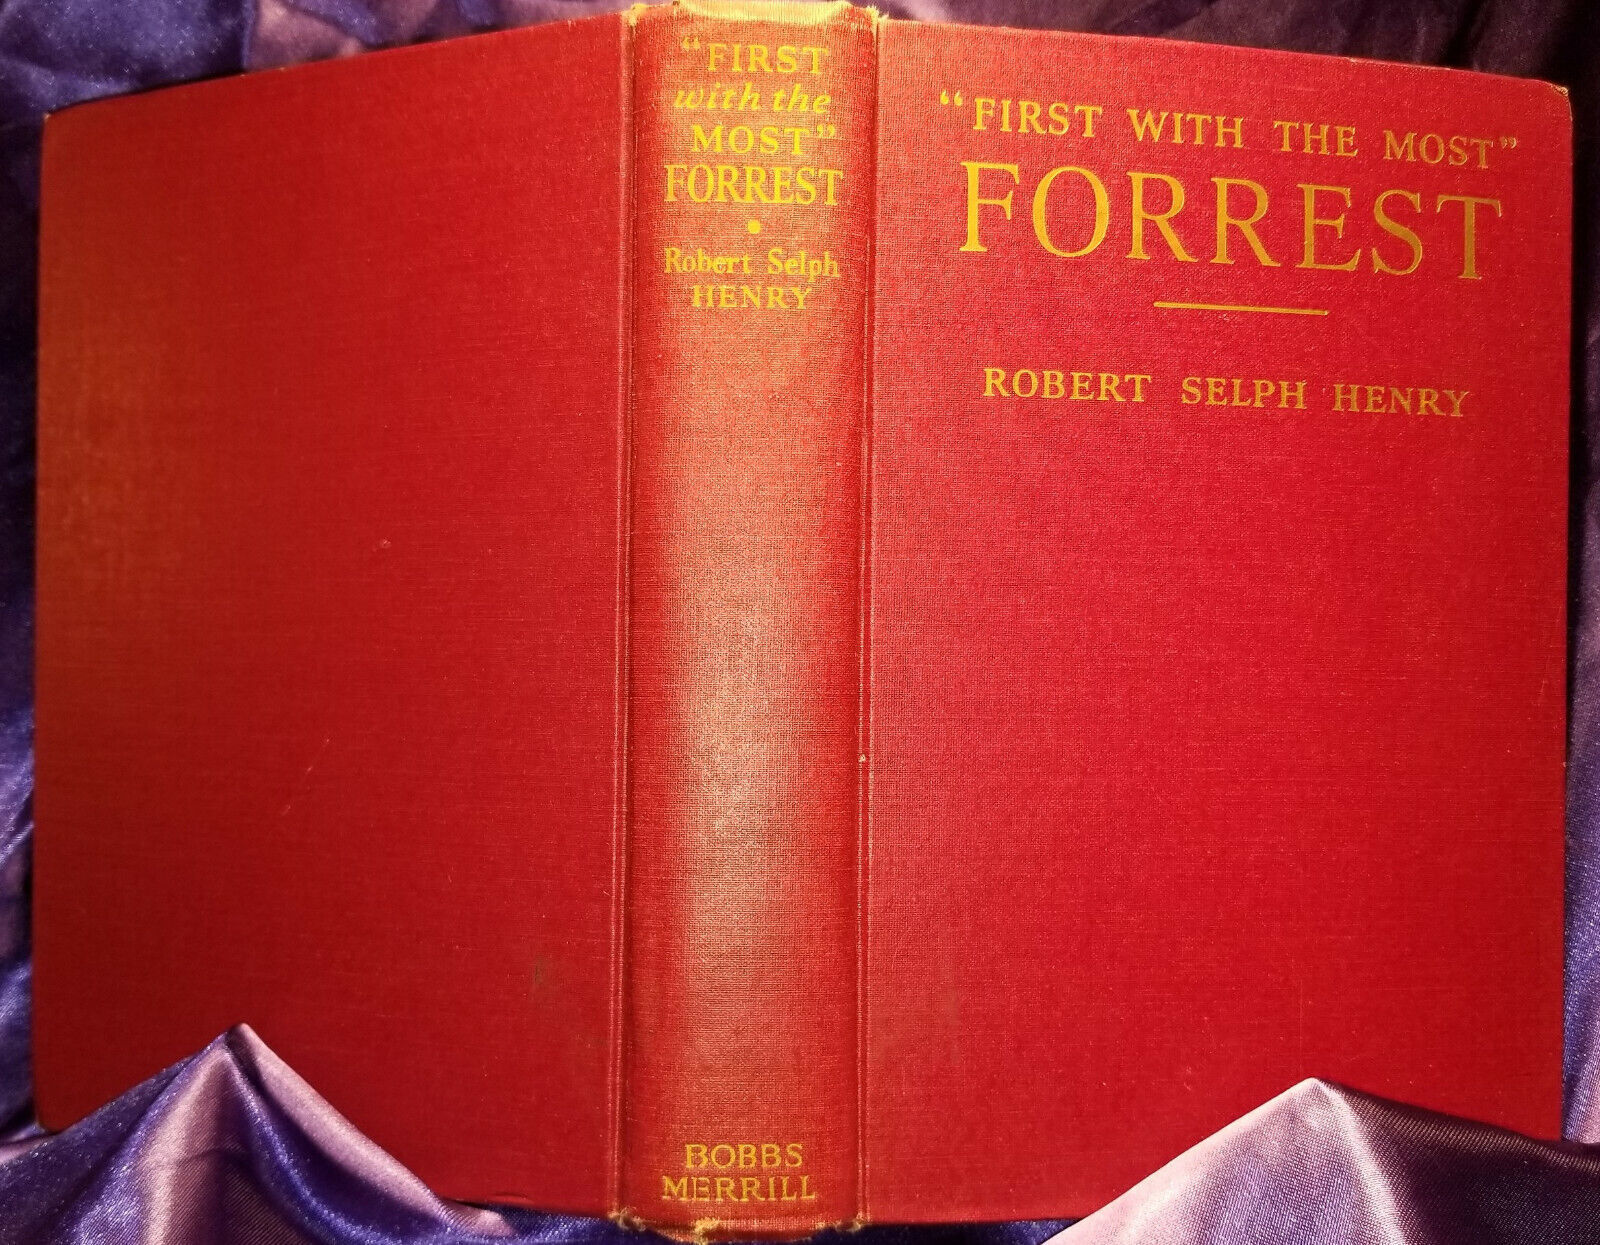 “FIRST
with the
MOST”
FORREST
•
Robert Selph
HENRY
BOBBS
MERRILL
“FIRST WITH THE MOST”
FORREST
ROBERT SELPH HENRY